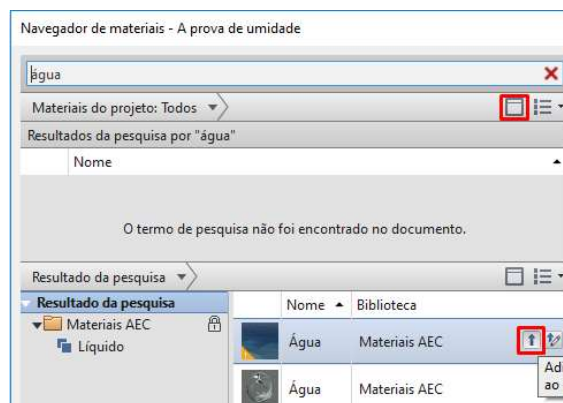 Navegador de materiais - A prova de umidade
água
Materiais do projeto: Todos
Resultados da pesquisa por "água"
Nome
O termo de pesquisa não foi encontrado no documento.
Resultado da pesquisa
Resultado da pesquisa
Materiais AEC
Líquido
Nome Biblioteca
Água Materiais AEC
Adi
ao
Água Materiais AEC